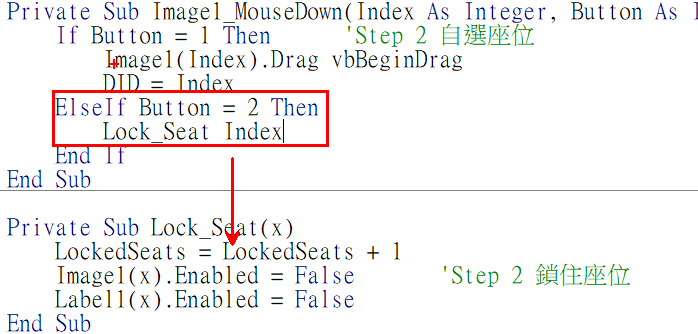 Private Sub Image1_MouseDown(Index As Integer, Button As I
If Button = 1 Then 'Step 2 自選座位
Image1(Index).Drag vbBeginDrag
DID = Index
ElseIf Button = 2 Then
Lock_Seat Index
End If
End Sub
Private Sub Lock_Seat(x)
LockedSeats = LockedSeats + 1
Image1(x).Enabled = False 'Step 2 鎖住座位
Label1(x).Enabled = False
End Sub